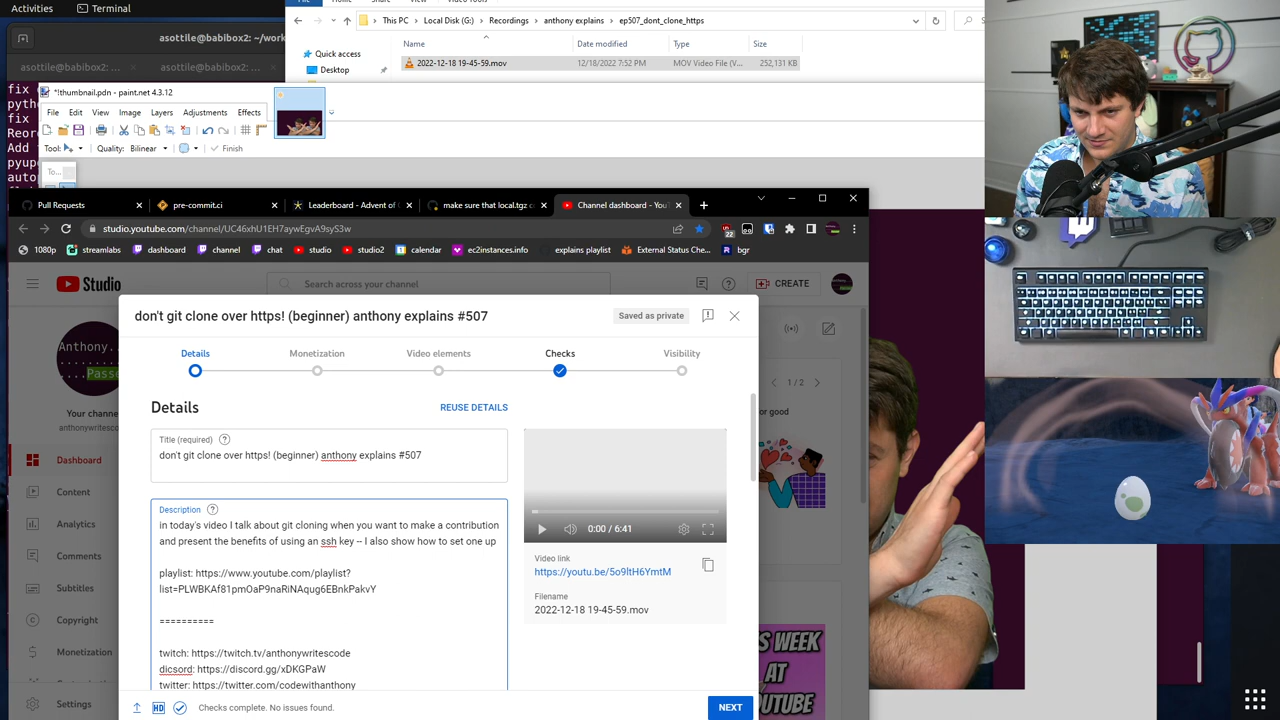 Activities
Terminal
asottile@babibox2: ~/work
asottile@babibox2: ...
asottile@babibox2: ...
This PC > Local Disk (G:) > Recordings > anthony explains > ep507_dont_clone_https
Quick access
Desktop
Name
Date modified
Type
Size
2022-12-18 19-45-59.mov
12/18/2022 7:52 PM
MOV Video File (V...
252,131 KB
fix
pyth
fix
Reor
Add
pyup
auto
*!thumbnail.pdn - paint.net 4.3.12
File
Edit
View
Image
Layers
Adjustments
Effects
Tool:
Quality:
Bilinear
Finish
To...
Pull Requests
pre-commit.ci
Leaderboard - Advent of C
make sure that local.tgz c
Channel dashboard - You
studio.youtube.com/channel/UC46xhU1EH7aywEgvA9syS3w
22
1080p
streamlabs
dashboard
channel
chat
studio
studio2
calendar
ec2instances.info
explains playlist
External Status Che...
bgr
Studio
Search across your channel
CREATE
Anthony...
Passe
Your channel
anthonywritescod
Dashboard
Content
Analytics
Comments
Subtitles
Copyright
Monetization
Settings
1 / 2
or good
S WEEK
AT
UTUBE
don't git clone over https! (beginner) anthony explains #507
Saved as private
Details
Monetization
Video elements
Checks
Visibility
Details
REUSE DETAILS
Title (required)
don't git clone over https! (beginner) anthony explains #507
Description
in today's video I talk about git cloning when you want to make a contribution
and present the benefits of using an ssh key -- I also show how to set one up
playlist: https://www.youtube.com/playlist?
list=PLWBKAf81pmOaP9naRiNAqug6EBnkPakvY
==========
twitch: https://twitch.tv/anthonywritescode
dicsord: https://discord.gg/xDKGPaW
twitter: https://twitter.com/codewithanthony
0:00 / 6:41
Video link
https://youtu.be/5o9ltH6YmtM
Filename
2022-12-18 19-45-59.mov
HD
Checks complete. No issues found.
NEXT